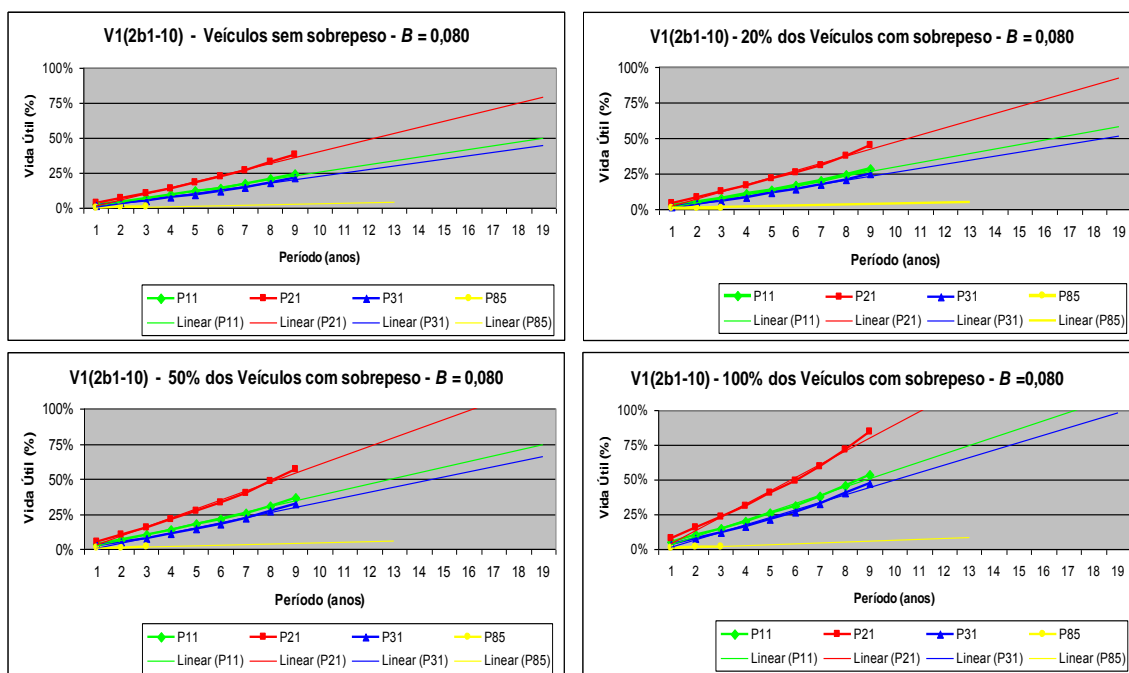 V1(2b1-10) - Veículos sem sobrepeso - B = 0,080
Vida Útil (%)
100%
75%
50%
25%
0%
1 2 3 4 5 6 7 8 9 10 11 12 13 14 15 16 17 18 19
Período (anos)
P11 P21 P31 P85
Linear (P11) Linear (P21) Linear (P31) Linear (P85)
V1(2b1-10) - 20% dos Veículos com sobrepeso - B = 0,080
Vida Útil (%)
100%
75%
50%
25%
0%
1 2 3 4 5 6 7 8 9 10 11 12 13 14 15 16 17 18 19
Período (anos)
P11 P21 P31 P85
Linear (P11) Linear (P21) Linear (P31) Linear (P85)
V1(2b1-10) - 50% dos Veículos com sobrepeso - B = 0,080
Vida Útil (%)
100%
75%
50%
25%
0%
1 2 3 4 5 6 7 8 9 10 11 12 13 14 15 16 17 18 19
Período (anos)
P11 P21 P31 P85
Linear (P11) Linear (P21) Linear (P31) Linear (P85)
V1(2b1-10) - 100% dos Veículos com sobrepeso - B =0,080
Vida Útil (%)
100%
75%
50%
25%
0%
1 2 3 4 5 6 7 8 9 10 11 12 13 14 15 16 17 18 19
Período (anos)
P11 P21 P31 P85
Linear (P11) Linear (P21) Linear (P31) Linear (P85)